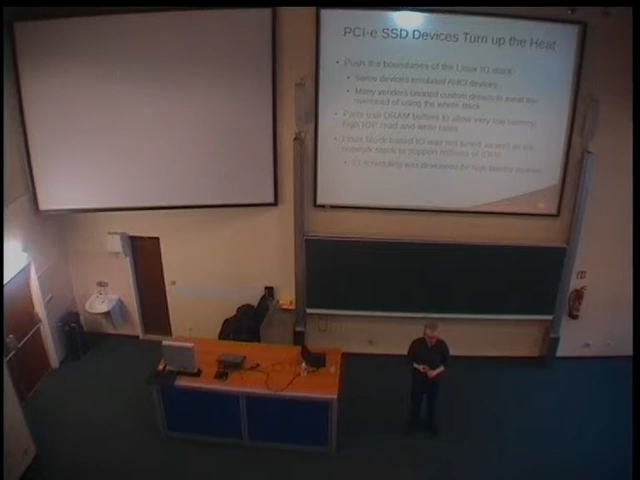 PCI-e SSD Devices Turn up the Heat
• Push the boundaries of the Linux IO stack
• Some devices emulated AHCI devices
• Many vendors created custom drivers to avoid the
overhead of using the whole stack
• Parts use DRAM buffers to allow very low latency,
high IOP read and write rates
• Linux block based IO was not tuned as well as the
network stack to support millions of IOPS
• IO scheduling was developed for high latency